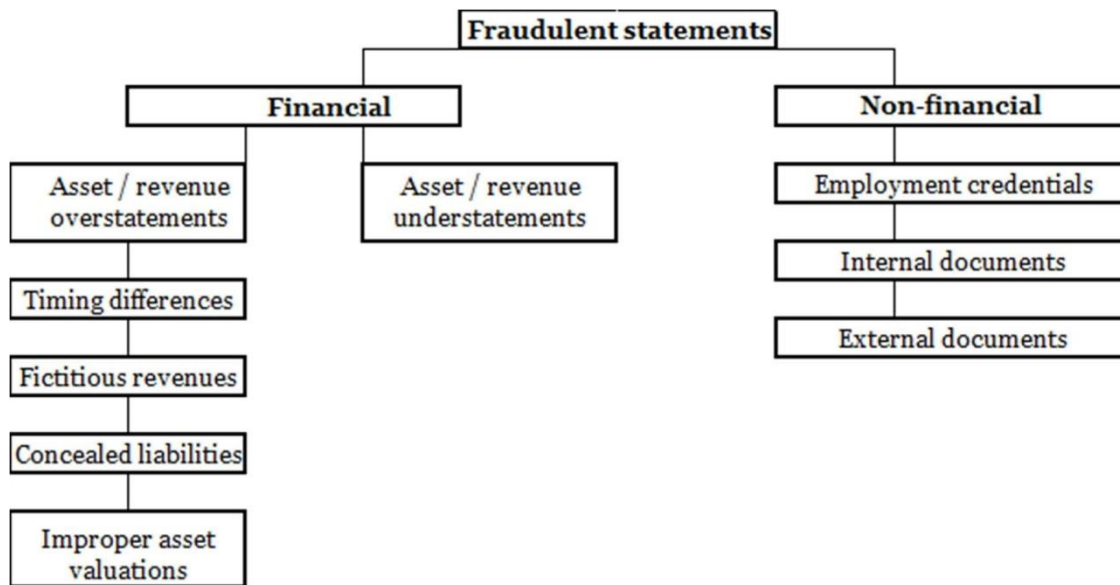 Fraudulent statements
Financial
Non-financial
Asset / revenue
overstatements
Asset / revenue
understatements
Employment credentials
Internal documents
External documents
Timing differences
Fictitious revenues
Concealed liabilities
Improper asset
valuations